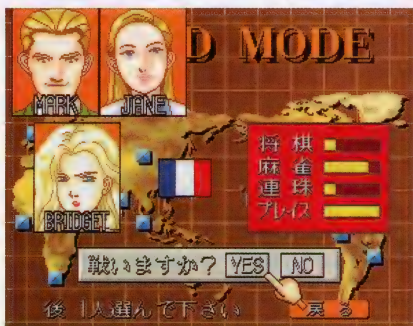 D MODE
MARK
JANE
BRIDGET
将棋
麻雀
連珠
プレイス
戦いますか? YES NO
後 1人選んで下さい
戻る